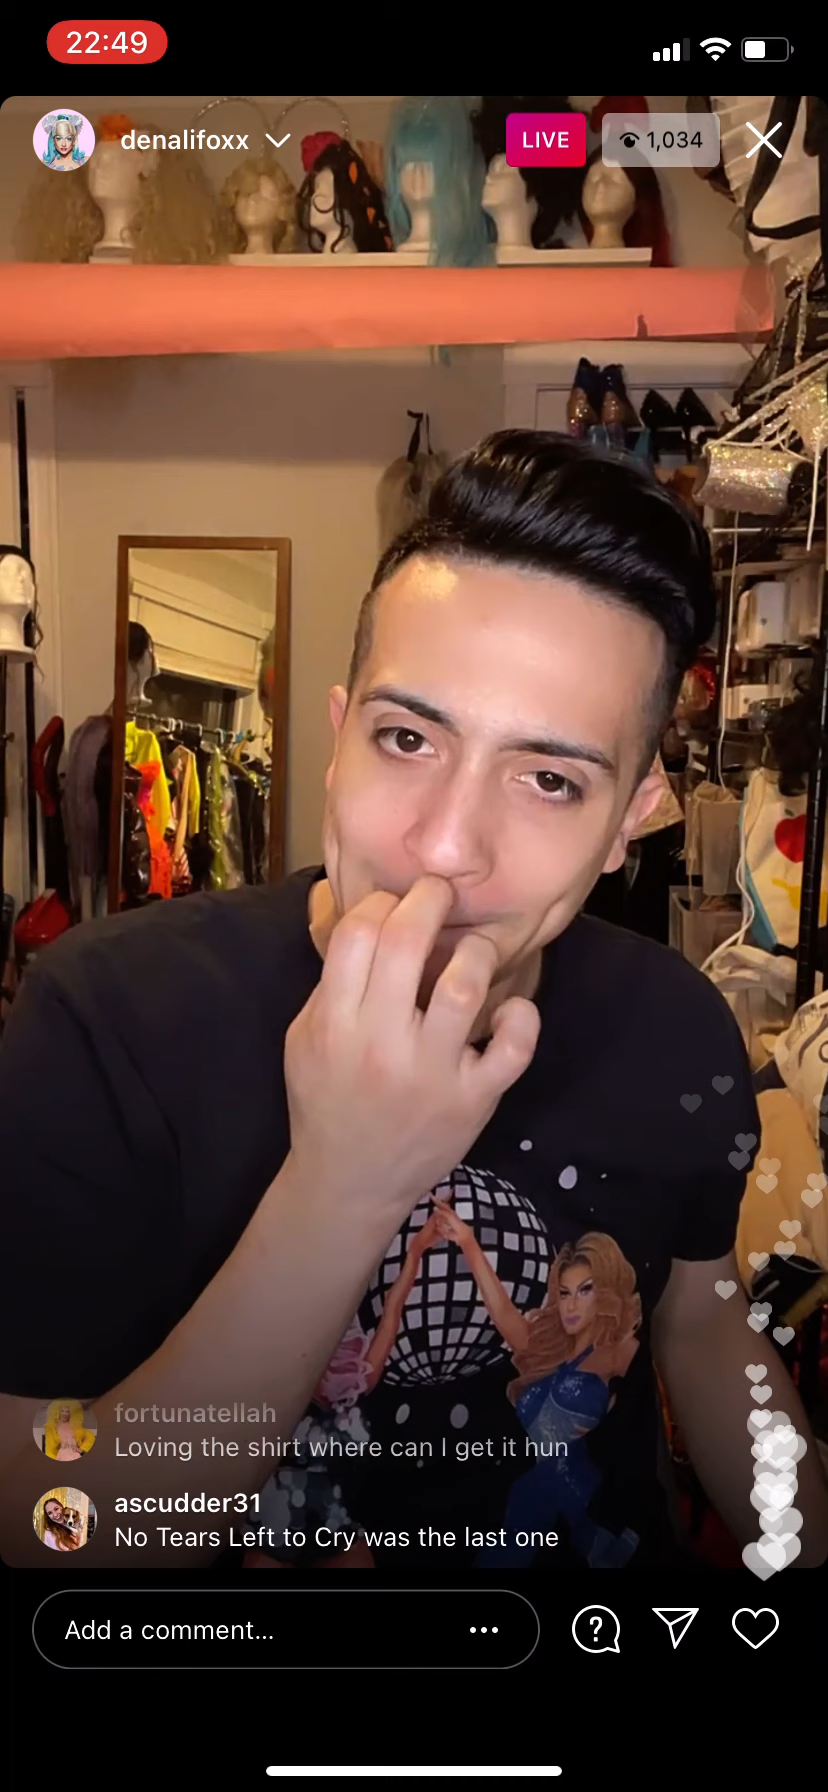 22:49
denalifoxx
LIVE
1,034
fortunatellah
Loving the shirt where can I get it hun
ascudder31
No Tears Left to Cry was the last one
Add a comment...